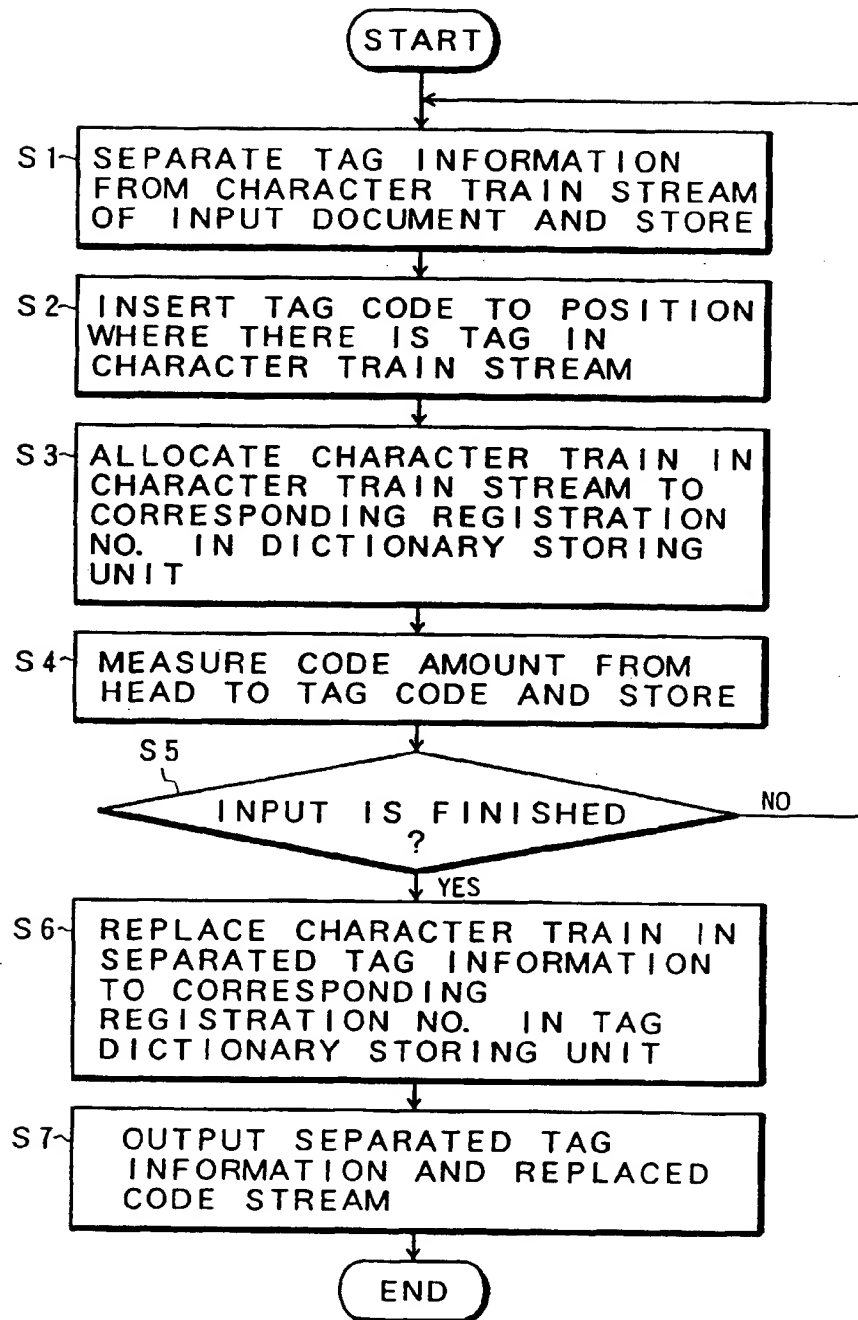 START
S1 SEPARATE TAG INFORMATION
FROM CHARACTER TRAIN STREAM
OF INPUT DOCUMENT AND STORE
S2 INSERT TAG CODE TO POSITION
WHERE THERE IS TAG IN
CHARACTER TRAIN STREAM
S3 ALLOCATE CHARACTER TRAIN IN
CHARACTER TRAIN STREAM TO
CORRESPONDING REGISTRATION
NO. IN DICTIONARY STORING
UNIT
S4 MEASURE CODE AMOUNT FROM
HEAD TO TAG CODE AND STORE
S5
INPUT IS FINISHED
?
NO
YES
S6 REPLACE CHARACTER TRAIN IN
SEPARATED TAG INFORMATION
TO CORRESPONDING
REGISTRATION NO. IN TAG
DICTIONARY STORING UNIT
S7 OUTPUT SEPARATED TAG
INFORMATION AND REPLACED
CODE STREAM
END